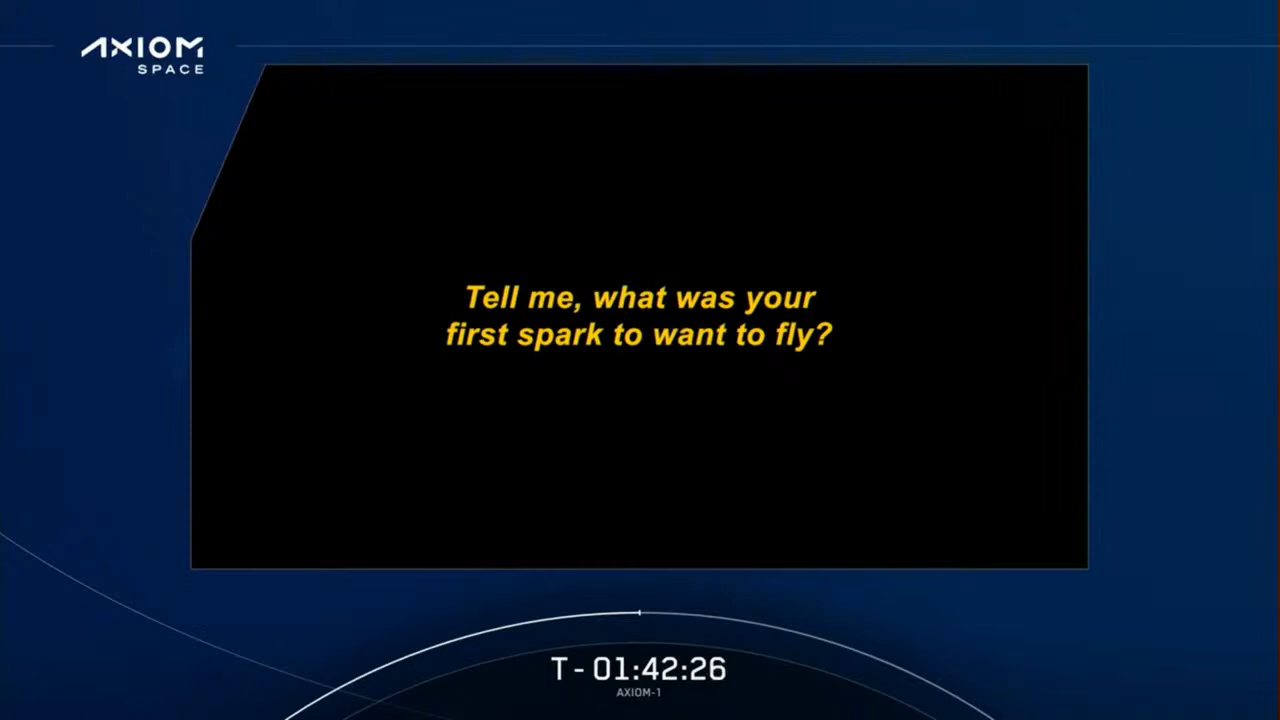 AXIOM
SPACE
Tell me, what was your
first spark to want to fly?
T - 01:42:26
AXIOM-1